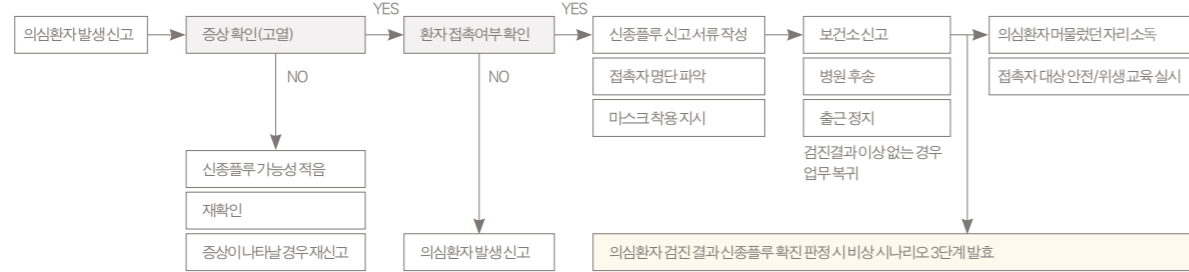 의심환자 발생 신고
증상 확인 (고열)
YES
환자 접촉여부 확인
YES
신종플루 신고 서류 작성
보건소 신고
의심환자 머물렀던 자리 소독
NO
NO
접촉자 명단 파악
병원 후송
접촉자 대상 안전/위생 교육 실시
마스크 착용 지시
출근 정지
검진결과 이상 없는 경우
업무 복귀
신종플루 가능성 적음
재확인
증상이 나타날 경우 재신고
의심환자 발생 신고
의심환자 검진 결과 신종플루 확진 판정 시 비상 시나리오 3단계 발효